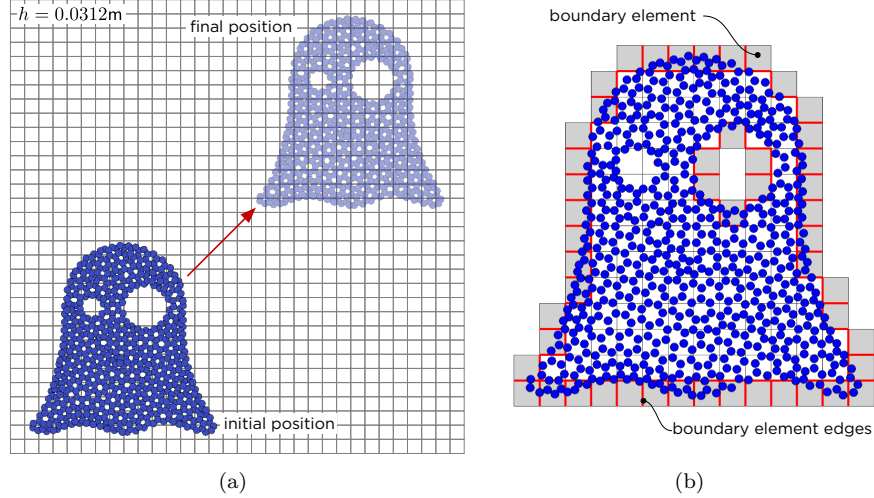 h = 0.0312m
final position
initial position
(a)
boundary element
boundary element edges
(b)